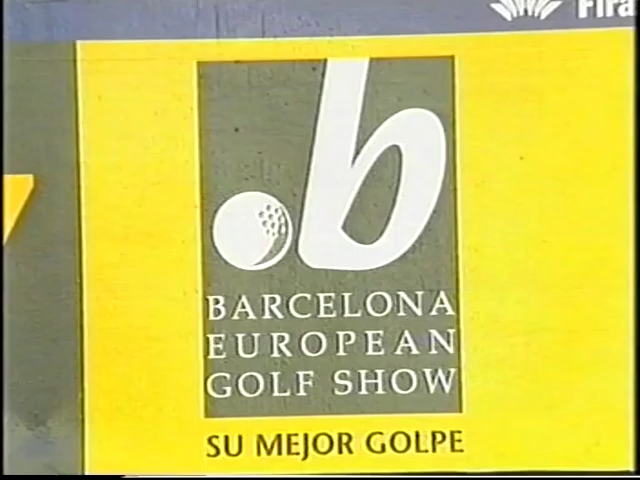 Fira
.b
BARCELONA
EUROPEAN
GOLF SHOW
SU MEJOR GOLPE